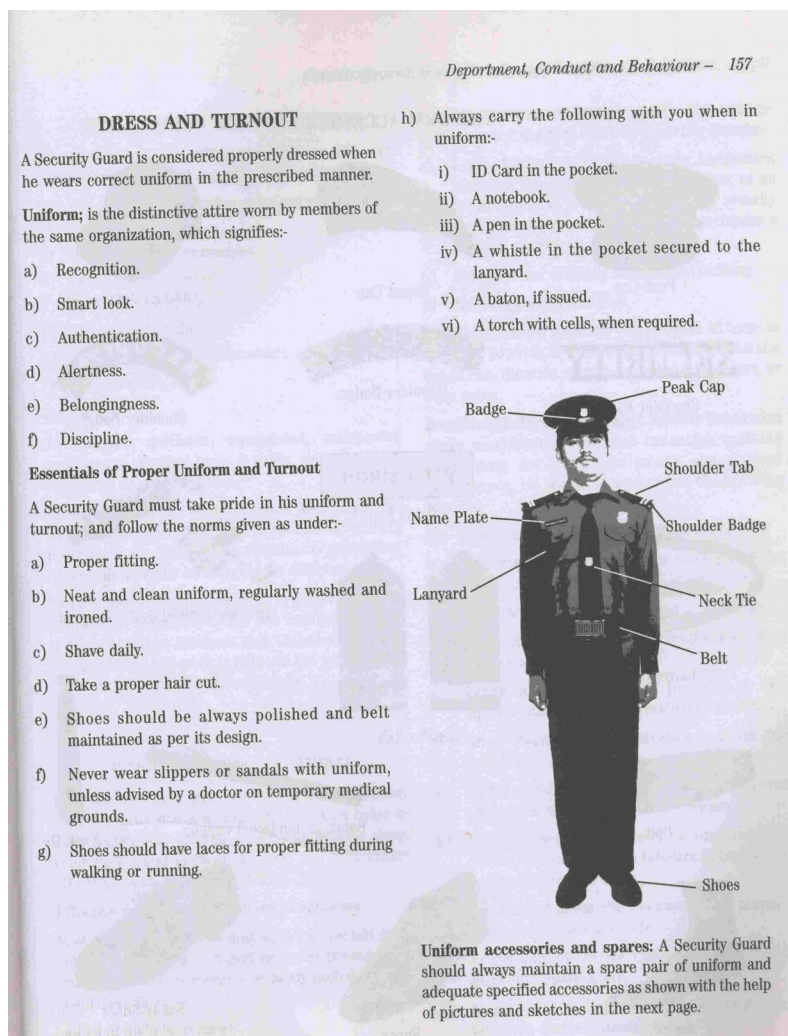 Deportment, Conduct and Behaviour – 157
DRESS AND TURNOUT
A Security Guard is considered properly dressed when
he wears correct uniform in the prescribed manner.
Uniform; is the distinctive attire worn by members of
the same organization, which signifies:-
a) Recognition.
b) Smart look.
c) Authentication.
d) Alertness.
e) Belongingness.
f) Discipline.
Essentials of Proper Uniform and Turnout
A Security Guard must take pride in his uniform and
turnout; and follow the norms given as under:-
a) Proper fitting.
b) Neat and clean uniform, regularly washed and
ironed.
c) Shave daily.
d) Take a proper hair cut.
e) Shoes should be always polished and belt
maintained as per its design.
f) Never wear slippers or sandals with uniform,
unless advised by a doctor on temporary medical
grounds.
g) Shoes should have laces for proper fitting during
walking or running.
h) Always carry the following with you when in
uniform:-
i) ID Card in the pocket.
ii) A notebook.
iii) A pen in the pocket.
iv) A whistle in the pocket secured to the
lanyard.
v) A baton, if issued.
vi) A torch with cells, when required.
Peak Cap
Badge
Shoulder Tab
Name Plate
Shoulder Badge
Lanyard
Neck Tie
SECURITY
Belt
Shoes
Uniform accessories and spares: A Security Guard
should always maintain a spare pair of uniform and
adequate specified accessories as shown with the help
of pictures and sketches in the next page.